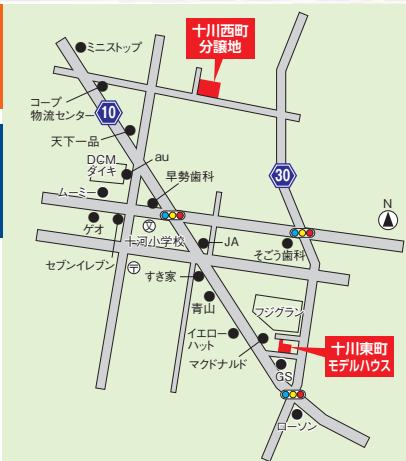 ミニストップ
十川西町
分譲地
コープ
物流センター
10
天下一品
DCM
ダイキ
au
早勢歯科
30
ムーミー
ゲオ
セブンイレブン
十河小学校
文
〒
JA
そごう歯科
N
すき家
青山
フジグラン
イエロー
ハット
マクドナルド
十川東町
モデルハウス
GS
ローソン